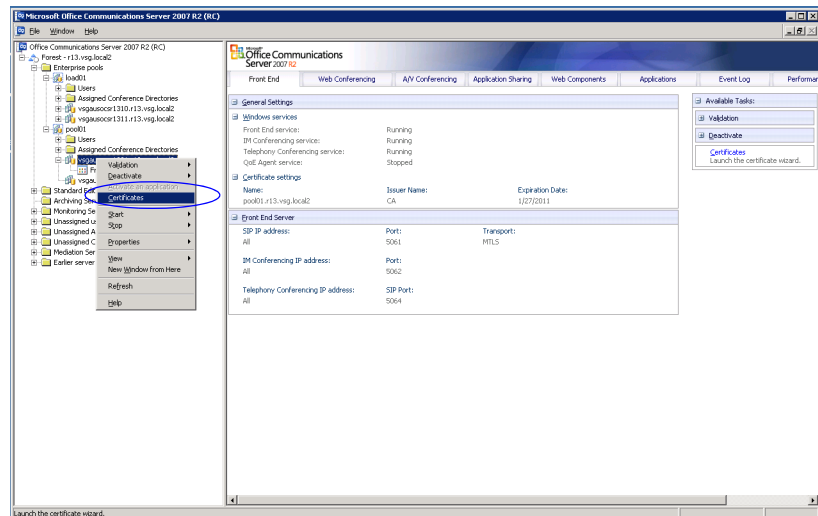 Microsoft Office Communications Server 2007 R2 (RC)
File Window Help
Office Communications Server 2007 R2 (RC)
Forest - r13.vsg.local2
Enterprise pools
load01
Users
Assigned Conference Directories
vsgausocsr1310.r13.vsg.local2
vsgausocsr1311.r13.vsg.local2
pool01
Users
Assigned Conference Directories
vsgau
Standard Edi
Archiving Ser
Monitoring Se
Unassigned u
Unassigned A
Unassigned C
Mediation Ser
Earlier server
Validation
Deactivate
Activate an application
Certificates
Start
Stop
Properties
View
New Window from Here
Refresh
Help
Microsoft
Office Communications
Server 2007 R2
Front End Web Conferencing A/V Conferencing Application Sharing Web Components Applications Event Log Performan
General Settings
Windows services
Front End service: Running
IM Conferencing service: Running
Telephony Conferencing service: Running
QoE Agent service: Stopped
Certificate settings
Name: Issuer Name: Expiration Date:
pool01.r13.vsg.local2 CA 1/27/2011
Front End Server
SIP IP address: Port: Transport:
All 5061 MTLS
IM Conferencing IP address: Port:
All 5062
Telephony Conferencing IP address: SIP Port:
All 5064
Available Tasks:
Validation
Deactivate
Certificates
Launch the certificate wizard.
Launch the certificate wizard.